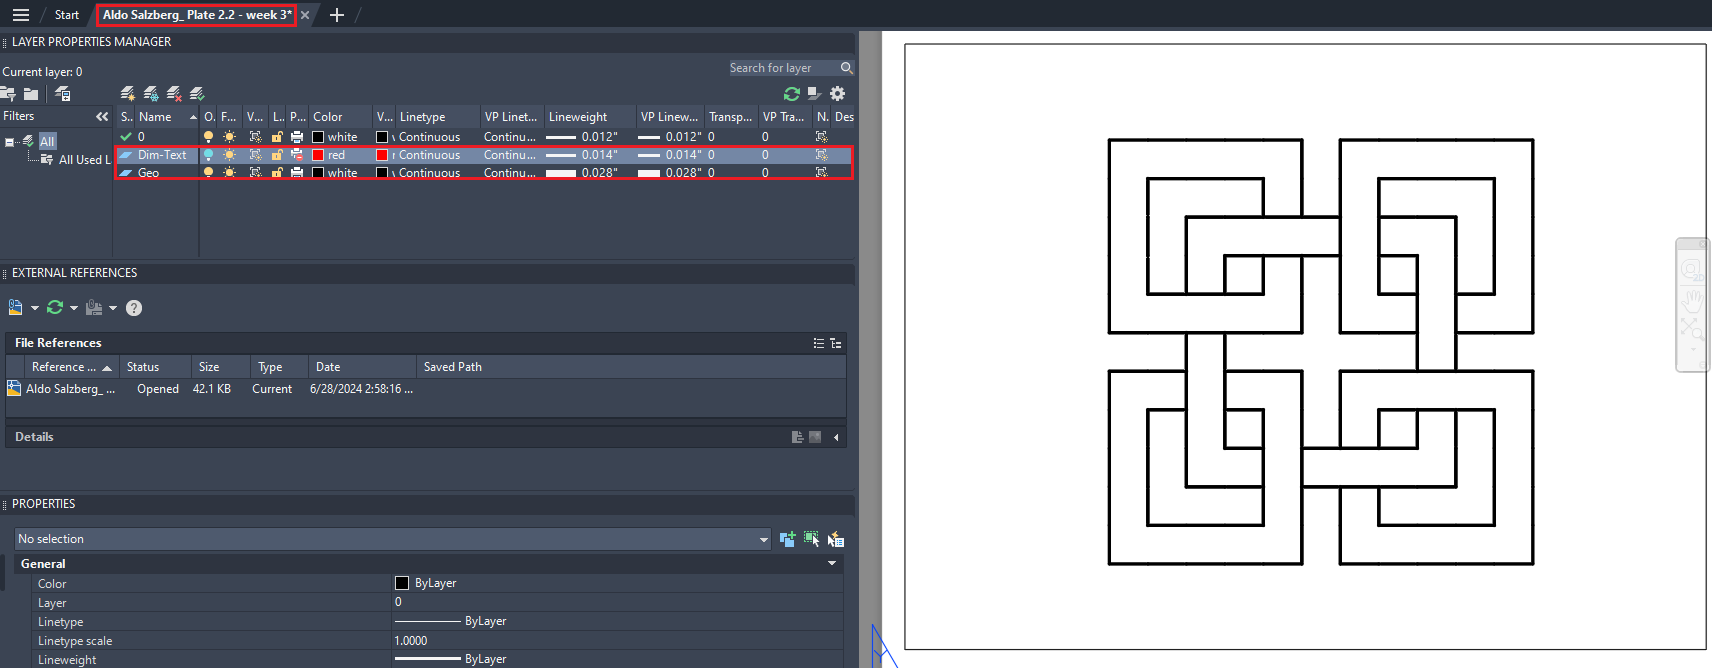 Start
Aldo Salzberg_ Plate 2.2 - week 3*
LAYER PROPERTIES MANAGER
Current layer: 0
Search for layer
Filters
All
All Used L
S.. Name O. F... V... L.. P... Color V... Linetype VP Linet... Lineweight VP Linew... Transp... VP Tra... N. Des
0 white Continuous Continu... 0.012" 0.012" 0 0
Dim-Text red r Continuous Continu... 0.014" 0.014" 0 0
Geo white Continuous Continu... 0.028" 0.028" 0 0
EXTERNAL REFERENCES
File References
Reference ... Status Size Type Date Saved Path
Aldo Salzberg_ ... Opened 42.1 KB Current 6/28/2024 2:58:16 ...
Details
PROPERTIES
No selection
General
Color ByLayer
Layer 0
Linetype ByLayer
Linetype scale 1.0000
Lineweight ByLayer
2D
Y